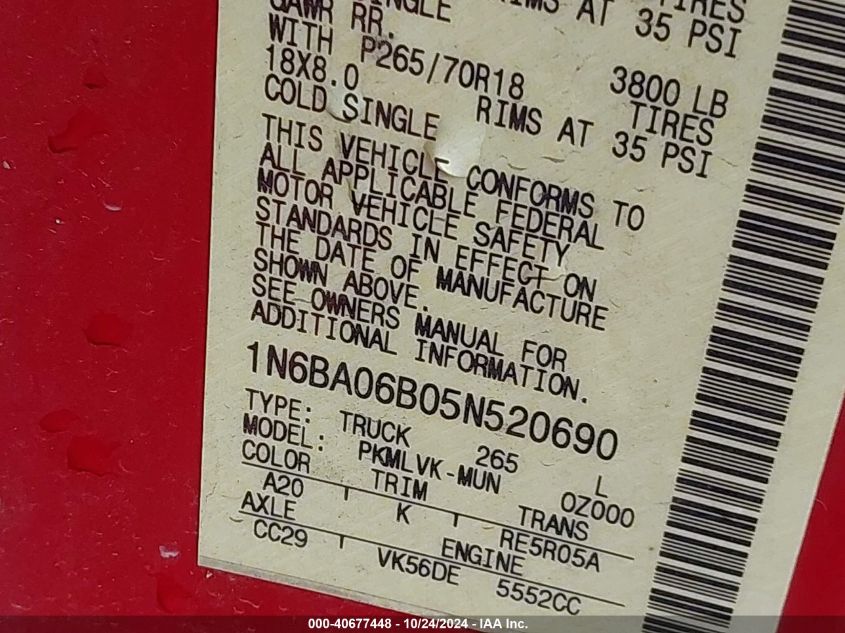 SINGLE RIMS AT 35 PSI TIRES
GAWR RR. 3800 LB
WITH P265/70R18 TIRES
18X8.0 RIMS AT 35 PSI
COLD SINGLE
THIS VEHICLE CONFORMS TO
ALL APPLICABLE FEDERAL
MOTOR VEHICLE SAFETY
STANDARDS IN EFFECT ON
THE DATE OF MANUFACTURE
SHOWN ABOVE.
SEE OWNERS MANUAL FOR
ADDITIONAL INFORMATION.
1N6BA06B05N520690
TYPE: TRUCK 265 L
MODEL: PKMLVK-MUN 0Z000
COLOR TRIM TRANS
A20 K RE5R05A
AXLE ENGINE
CC29 VK56DE 5552CC
000-40677448 - 10/24/2024 - IAA Inc.